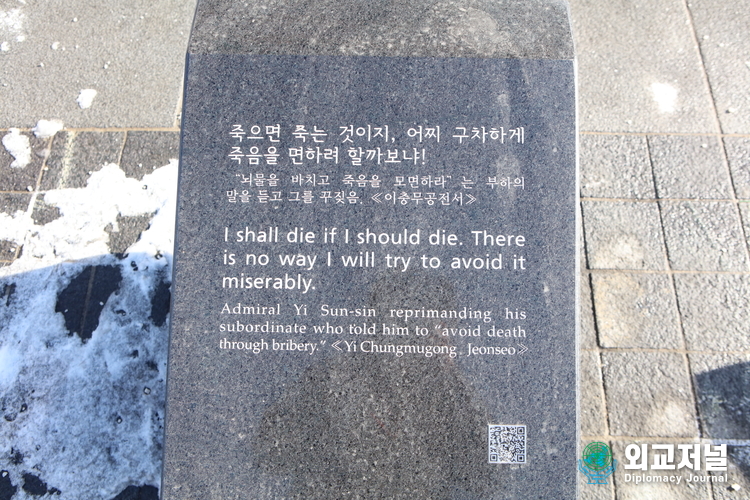 죽으면 죽는 것이지, 어찌 구차하게
죽음을 면하려 할까보냐!
“뇌물을 바치고 죽음을 모면하라” 는 부하의
말을 듣고 그를 꾸짖음. ≪이충무공전서≫
I shall die if I should die. There
is no way I will try to avoid it
miserably.
Admiral Yi Sun-sin reprimanding his
subordinate who told him to “avoid death
through bribery.” ≪Yi Chungmugong Jeonseo≫
외교저널
Diplomacy Journal